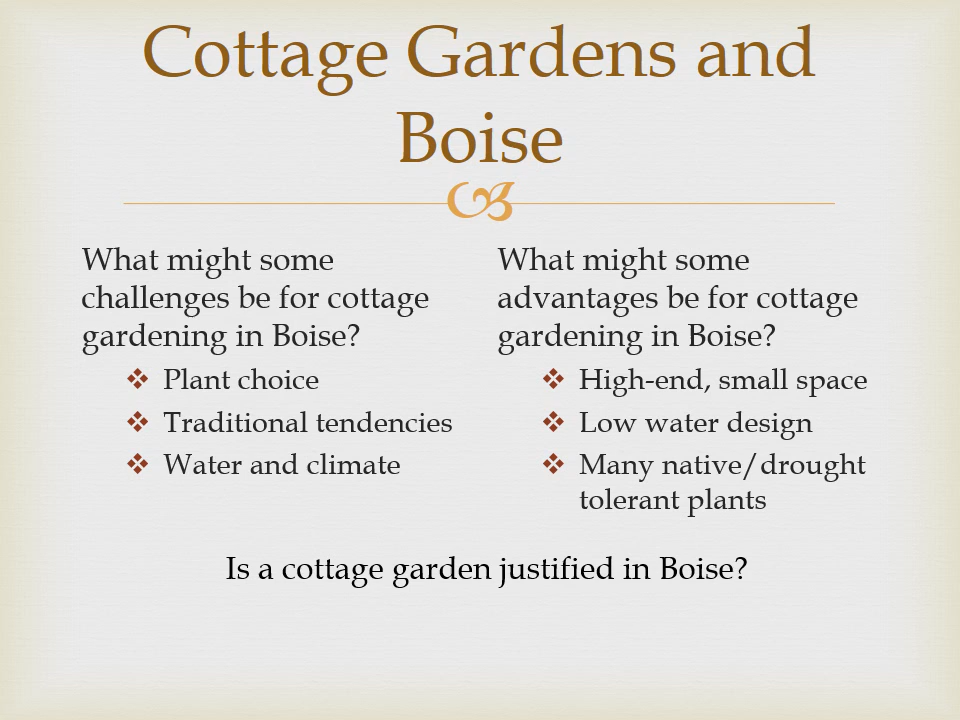 Cottage Gardens and
Boise
What might some
challenges be for cottage
gardening in Boise?
Plant choice
Traditional tendencies
Water and climate
What might some
advantages be for cottage
gardening in Boise?
High-end, small space
Low water design
Many native/drought
tolerant plants
Is a cottage garden justified in Boise?